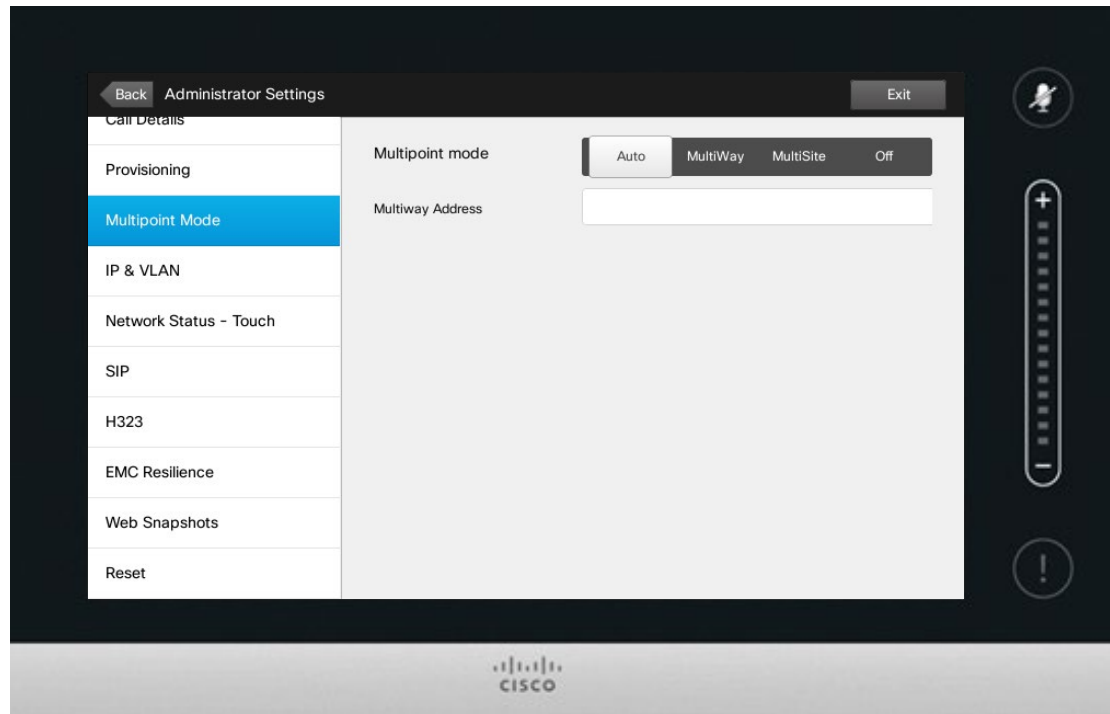 Back Administrator Settings Exit
Call Details
Provisioning
Multipoint Mode
IP & VLAN
Network Status - Touch
SIP
H323
EMC Resilience
Web Snapshots
Reset
Multipoint mode Auto MultiWay MultiSite Off
Multiway Address
+
-
!
CISCO